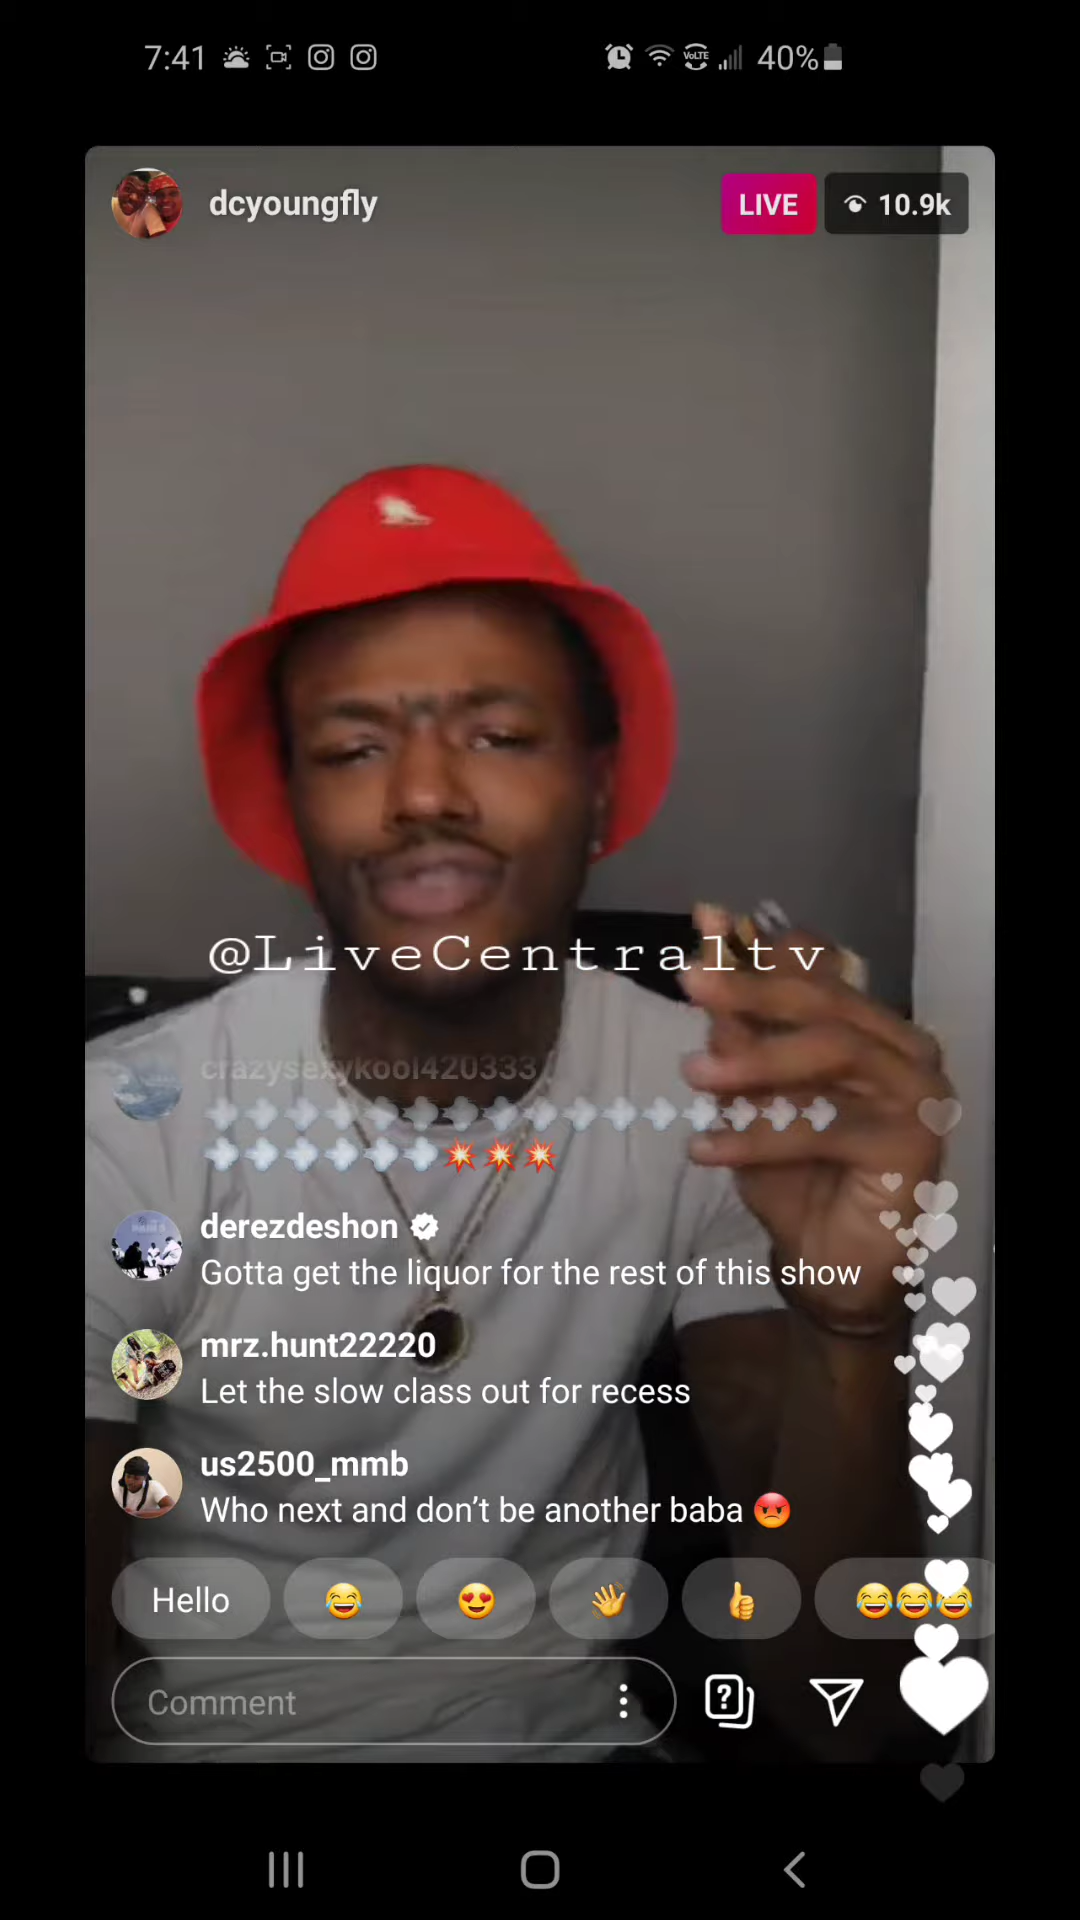 7:41
VoLTE
40%
dcyoungfly
LIVE
10.9k
@LiveCentraltv
crazysexykool420333
derezdeshon
Gotta get the liquor for the rest of this show
mrz.hunt22220
Let the slow class out for recess
us2500_mmb
Who next and don’t be another baba
Hello
Comment